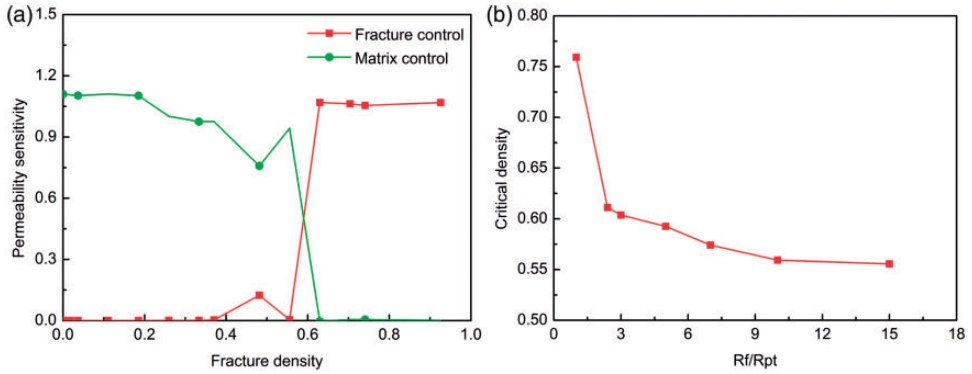 (a)
1.5
1.2
0.9
0.6
0.3
0.0
Permeability sensitivity
Fracture control
Matrix control
0.0 0.2 0.4 0.6 0.8 1.0
Fracture density
(b)
0.80
0.75
0.70
0.65
0.60
0.55
0.50
Critical density
0 3 6 9 12 15 18
Rf/Rpt